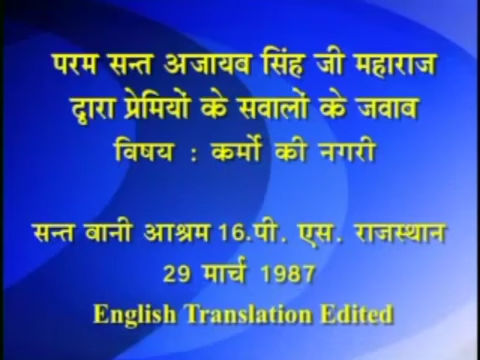 परम सन्त अजायब सिंह जी महाराज
द्वारा प्रेमियों के सवालों के जवाब
विषय : कर्मो की नगरी
सन्त वानी आश्रम 16.पी. एस. राजस्थान
29 मार्च 1987
English Translation Edited